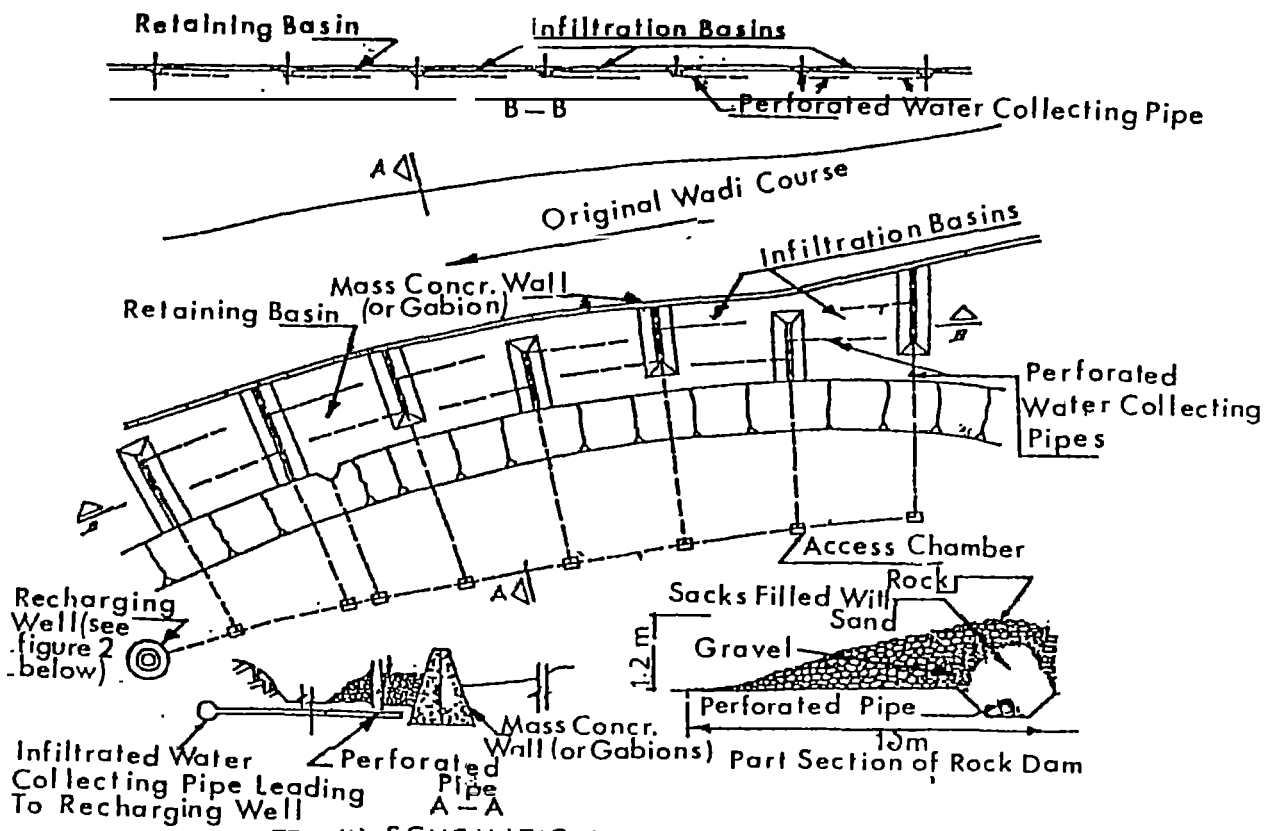 Retaining Basin
Infiltration Basins
B – B
Perforated Water Collecting Pipe
A
Original Wadi Course
Infiltration Basins
Mass Concr. Wall
(or Gabion)
Retaining Basin
B
Perforated
Water Collecting
Pipes
B
Access Chamber
A
Recharging
Well (see
figure 2
below)
Rock
Sacks Filled With
Sand
Gravel
1.2 m
Perforated Pipe
15m
Part Section of Rock Dam
Mass Concr.
Wall (or Gabions)
Perforated
Pipe
A – A
Infiltrated Water
Collecting Pipe Leading
To Recharging Well
SCHEMATIC